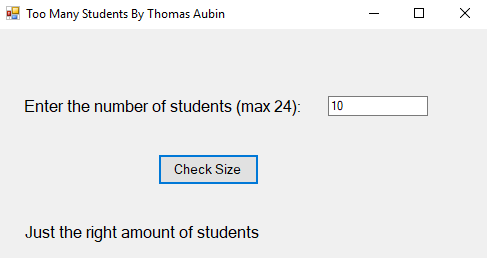 Too Many Students By Thomas Aubin
Enter the number of students (max 24): 10
Check Size
Just the right amount of students